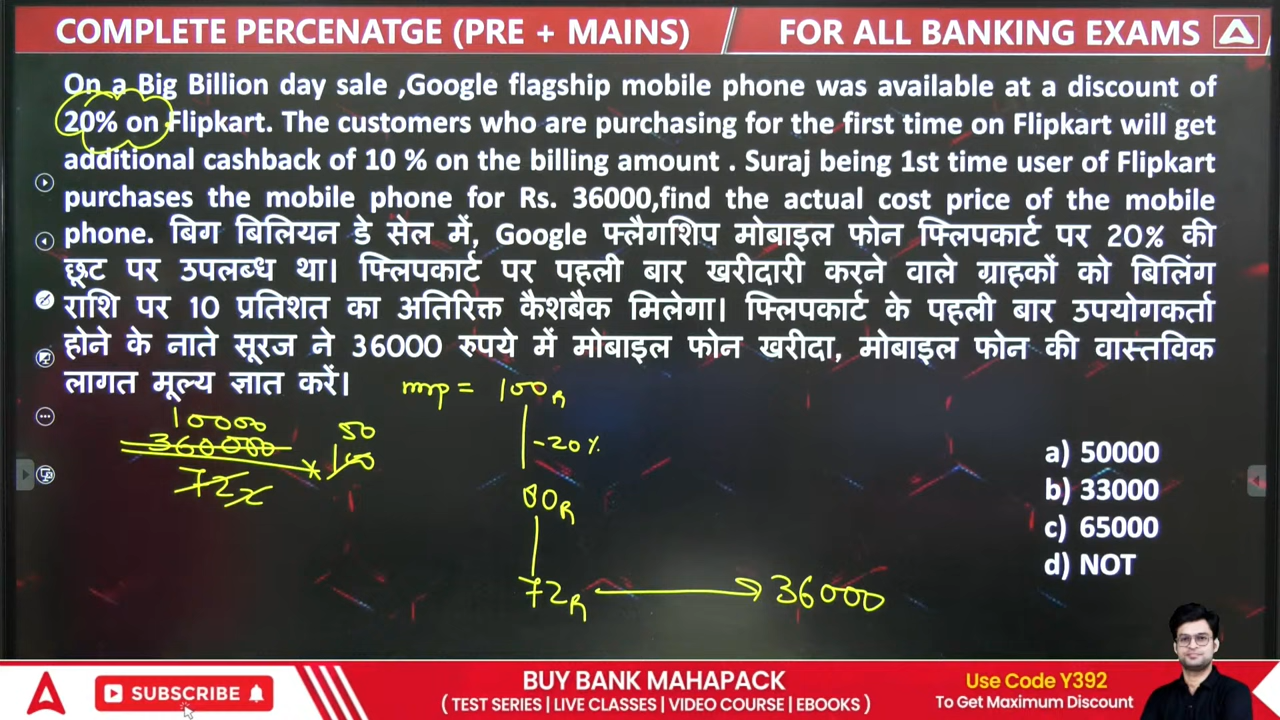 COMPLETE PERCENATGE (PRE + MAINS)
FOR ALL BANKING EXAMS
On a Big Billion day sale ,Google flagship mobile phone was available at a discount of
20% on Flipkart. The customers who are purchasing for the first time on Flipkart will get
additional cashback of 10 % on the billing amount . Suraj being 1st time user of Flipkart
purchases the mobile phone for Rs. 36000,find the actual cost price of the mobile
phone. बिग बिलियन डे सेल में, Google फ्लैगशिप मोबाइल फोन फ्लिपकार्ट पर 20% की
छूट पर उपलब्ध था। फ्लिपकार्ट पर पहली बार खरीदारी करने वाले ग्राहकों को बिलिंग
राशि पर 10 प्रतिशत का अतिरिक्त कैशबैक मिलेगा। फ्लिपकार्ट के पहली बार उपयोगकर्ता
होने के नाते सूरज ने 36000 रुपये में मोबाइल फोन खरीदा, मोबाइल फोन की वास्तविक
लागत मूल्य ज्ञात करें।
mrp = 100R
-20%
80R
72R
36000
10000
360000
50
100
72
a) 50000
b) 33000
c) 65000
d) NOT
SUBSCRIBE
BUY BANK MAHAPACK
( TEST SERIES | LIVE CLASSES | VIDEO COURSE | EBOOKS )
Use Code Y392
To Get Maximum Discount